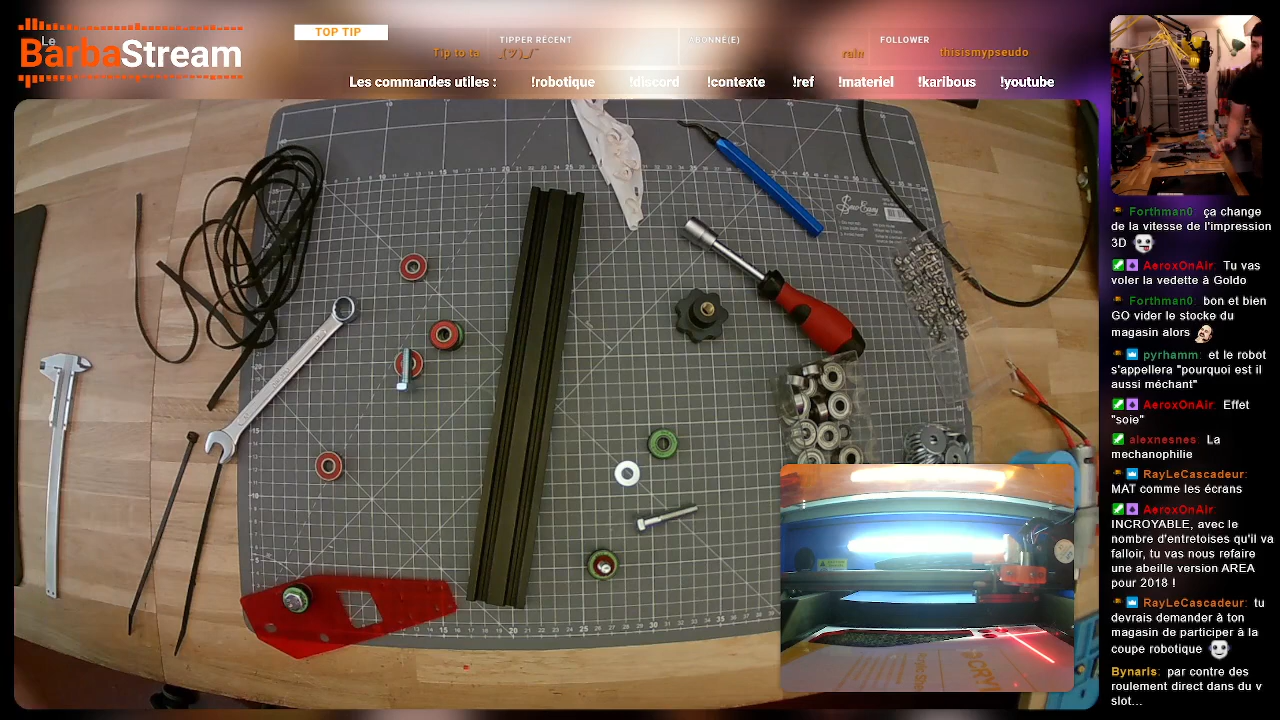 Le
BarbaStream
TOP TIP
Tip to ta
TIPPER RÉCENT
¯\_(ツ)_/¯
ABONNÉ(E)
rain
FOLLOWER
thisismypseudo
Les commandes utiles : !robotique !discord !contexte !ref !materiel !karibous !youtube
Forthman0: ça change
de la vitesse de l'impression
3D
AeroxOnAir: Tu vas
voler la vedette à Goldo
Forthman0: bon et bien
GO vider le stocke du
magasin alors
pyrhamm: et le robot
s'appellera "pourquoi est il
aussi méchant"
AeroxOnAir: Effet
"soie"
alexnesnes: La
mechanophilie
RayLeCascadeur:
MAT comme les écrans
AeroxOnAir:
INCROYABLE, avec le
nombre d'entretoises qu'il va
falloir, tu vas nous refaire
une abeille version AREA
pour 2018 !
RayLeCascadeur: tu
devrais demander à ton
magasin de participer à la
coupe robotique
Bynaris: par contre des
roulement direct dans du v
slot...
SewEasy